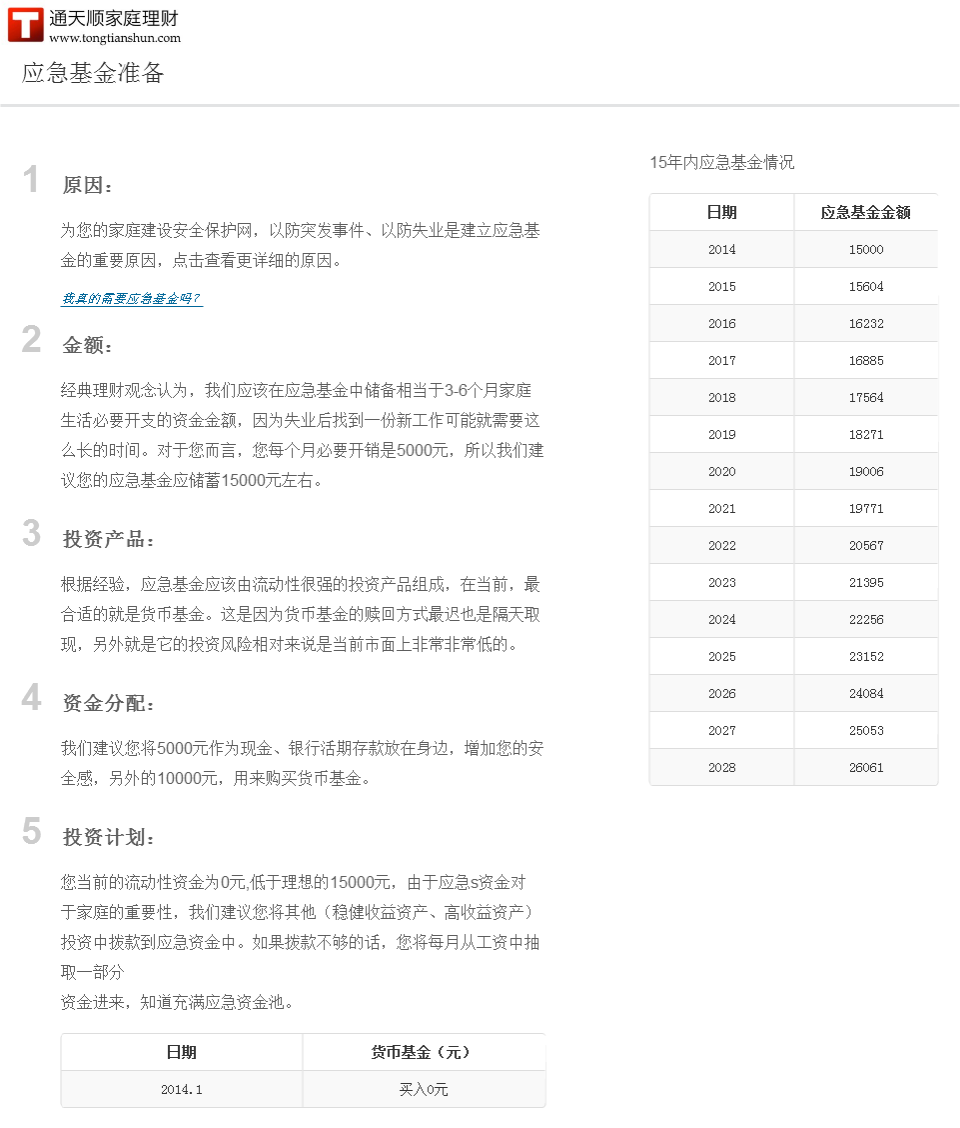 通天顺家庭理财
www.tongtianshun.com
应急基金准备
1 原因：
为您的家庭建设安全保护网，以防突发事件、以防失业是建立应急基
金的重要原因，点击查看更详细的原因。
我真的需要应急基金吗？
2 金额：
经典理财观念认为，我们应该在应急基金中储备相当于3-6个月家庭
生活必要开支的资金金额，因为失业后找到一份新工作可能就需要这
么长的时间。对于您而言，您每个月必要开销是5000元，所以我们建
议您的应急基金应储蓄15000元左右。
3 投资产品：
根据经验，应急基金应该由流动性很强的投资产品组成，在当前，最
合适的就是货币基金。这是因为货币基金的赎回方式最迟也是隔天取
现，另外就是它的投资风险相对来说是当前市面上非常非常低的。
4 资金分配：
我们建议您将5000元作为现金、银行活期存款放在身边，增加您的安
全感，另外的10000元，用来购买货币基金。
5 投资计划：
您当前的流动性资金为0元,低于理想的15000元，由于应急s资金对
于家庭的重要性，我们建议您将其他（稳健收益资产、高收益资产）
投资中拨款到应急资金中。如果拨款不够的话，您将每月从工资中抽
取一部分
资金进来，知道充满应急资金池。
日期 货币基金（元）
2014.1 买入0元
15年内应急基金情况
日期 应急基金金额
2014 15000
2015 15604
2016 16232
2017 16885
2018 17564
2019 18271
2020 19006
2021 19771
2022 20567
2023 21395
2024 22256
2025 23152
2026 24084
2027 25053
2028 26061